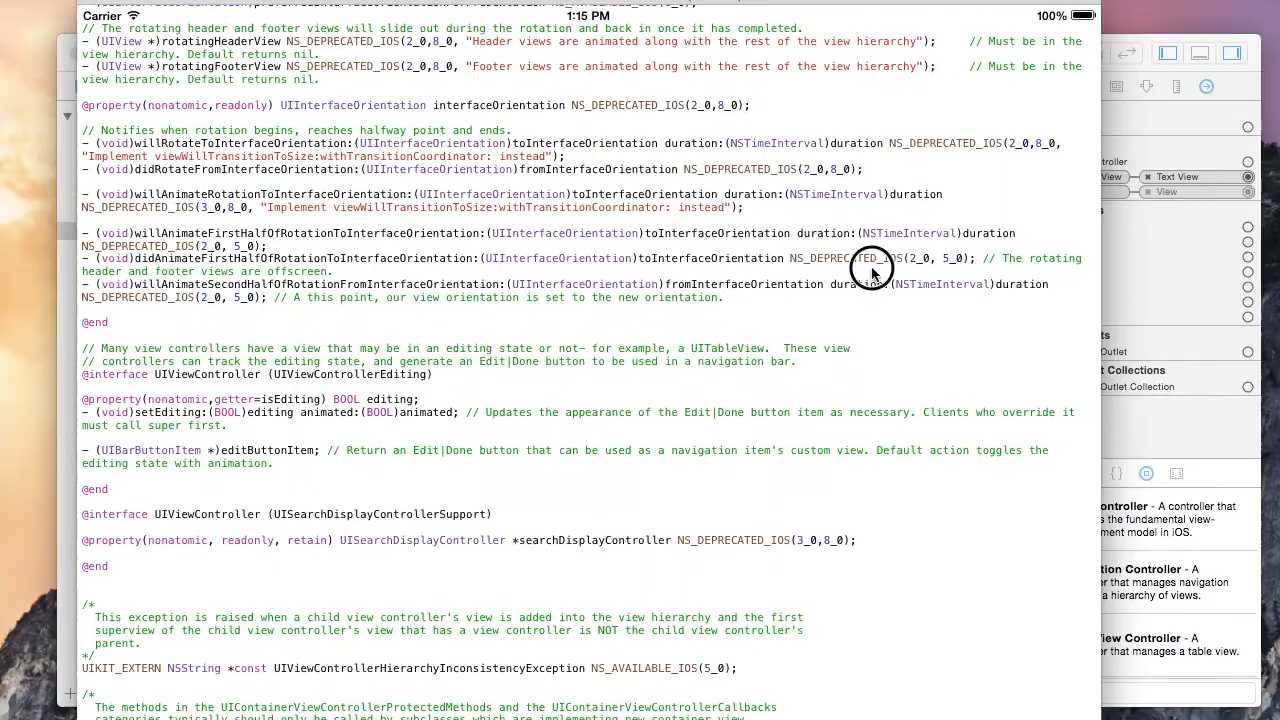 Carrier 1:15 PM 100%
// The rotating header and footer views will slide out during the rotation and back in once it has completed.
- (UIView *)rotatingHeaderView NS_DEPRECATED_IOS(2_0,8_0, "Header views are animated along with the rest of the view hierarchy"); // Must be in the
view hierarchy. Default returns nil.
- (UIView *)rotatingFooterView NS_DEPRECATED_IOS(2_0,8_0, "Footer views are animated along with the rest of the view hierarchy"); // Must be in the
view hierarchy. Default returns nil.
@property(nonatomic,readonly) UIInterfaceOrientation interfaceOrientation NS_DEPRECATED_IOS(2_0,8_0);
// Notifies when rotation begins, reaches halfway point and ends.
- (void)willRotateToInterfaceOrientation:(UIInterfaceOrientation)toInterfaceOrientation duration:(NSTimeInterval)duration NS_DEPRECATED_IOS(2_0,8_0,
"Implement viewWillTransitionToSize:withTransitionCoordinator: instead");
- (void)didRotateFromInterfaceOrientation:(UIInterfaceOrientation)fromInterfaceOrientation NS_DEPRECATED_IOS(2_0,8_0);
- (void)willAnimateRotationToInterfaceOrientation:(UIInterfaceOrientation)toInterfaceOrientation duration:(NSTimeInterval)duration
NS_DEPRECATED_IOS(3_0,8_0, "Implement viewWillTransitionToSize:withTransitionCoordinator: instead");
- (void)willAnimateFirstHalfOfRotationToInterfaceOrientation:(UIInterfaceOrientation)toInterfaceOrientation duration:(NSTimeInterval)duration
NS_DEPRECATED_IOS(2_0, 5_0);
- (void)didAnimateFirstHalfOfRotationToInterfaceOrientation:(UIInterfaceOrientation)toInterfaceOrientation NS_DEPRECATED_IOS(2_0, 5_0); // The rotating
header and footer views are offscreen.
- (void)willAnimateSecondHalfOfRotationFromInterfaceOrientation:(UIInterfaceOrientation)fromInterfaceOrientation duration:(NSTimeInterval)duration
NS_DEPRECATED_IOS(2_0, 5_0); // A this point, our view orientation is set to the new orientation.
@end
// Many view controllers have a view that may be in an editing state or not- for example, a UITableView. These view
// controllers can track the editing state, and generate an Edit|Done button to be used in a navigation bar.
@interface UIViewController (UIViewControllerEditing)
@property(nonatomic,getter=isEditing) BOOL editing;
- (void)setEditing:(BOOL)editing animated:(BOOL)animated; // Updates the appearance of the Edit|Done button item as necessary. Clients who override it
must call super first.
- (UIBarButtonItem *)editButtonItem; // Return an Edit|Done button that can be used as a navigation item's custom view. Default action toggles the
editing state with animation.
@end
@interface UIViewController (UISearchDisplayControllerSupport)
@property(nonatomic, readonly, retain) UISearchDisplayController *searchDisplayController NS_DEPRECATED_IOS(3_0,8_0);
@end
/*
This exception is raised when a child view controller's view is added into the view hierarchy and the first
superview of the child view controller's view that has a view controller is NOT the child view controller's
parent.
*/
UIKIT_EXTERN NSString *const UIViewControllerHierarchyInconsistencyException NS_AVAILABLE_IOS(5_0);
/*
The methods in the UIContainerViewControllerProtectedMethods and the UIContainerViewControllerCallbacks
ntroller
View Text View
View
s
ts
Outlet
t Collections
Outlet Collection
{}
ontroller - A controller that
s the fundamental view-
ment model in iOS.
tion Controller - A
er that manages navigation
a hierarchy of views.
iew Controller - A
er that manages a table view.